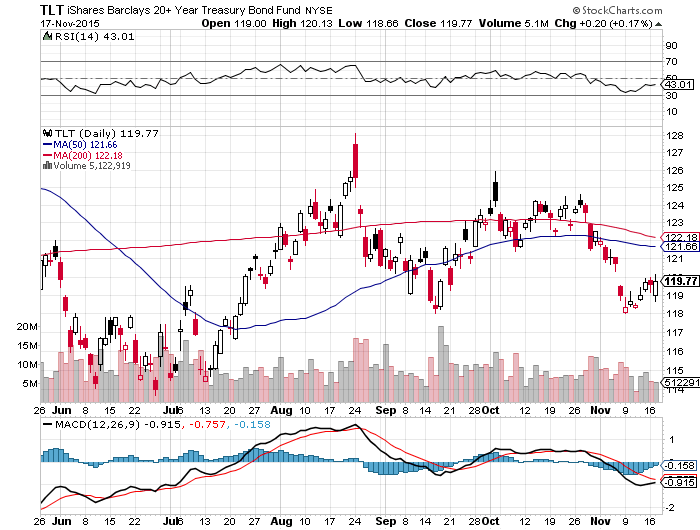 TLT iShares Barclays 20+ Year Treasury Bond Fund NYSE © StockCharts.com
17-Nov-2015 Open 119.00 High 120.13 Low 118.66 Close 119.77 Volume 5.1M Chg +0.20 (+0.17%)
RSI(14) 43.01
90
70
50
43.01
30
10
TLT (Daily) 119.77
MA(50) 121.66
MA(200) 122.18
Volume 5,122,919
128
127
126
125
124
123
122.18
121.66
121
120
119.77
119
118
117
116
115
5122919
114
20M
15M
10M
5M
26 Jun 8 15 22 Jul 6 13 20 27 Aug 10 17 24 Sep 8 14 21 28 Oct 12 19 26 Nov 9 16
MACD(12,26,9) -0.915, -0.757, -0.158
1
-0.158
-0.915
-2
26 Jun 8 15 22 Jul 6 13 20 27 Aug 10 17 24 Sep 8 14 21 28 Oct 12 19 26 Nov 9 16